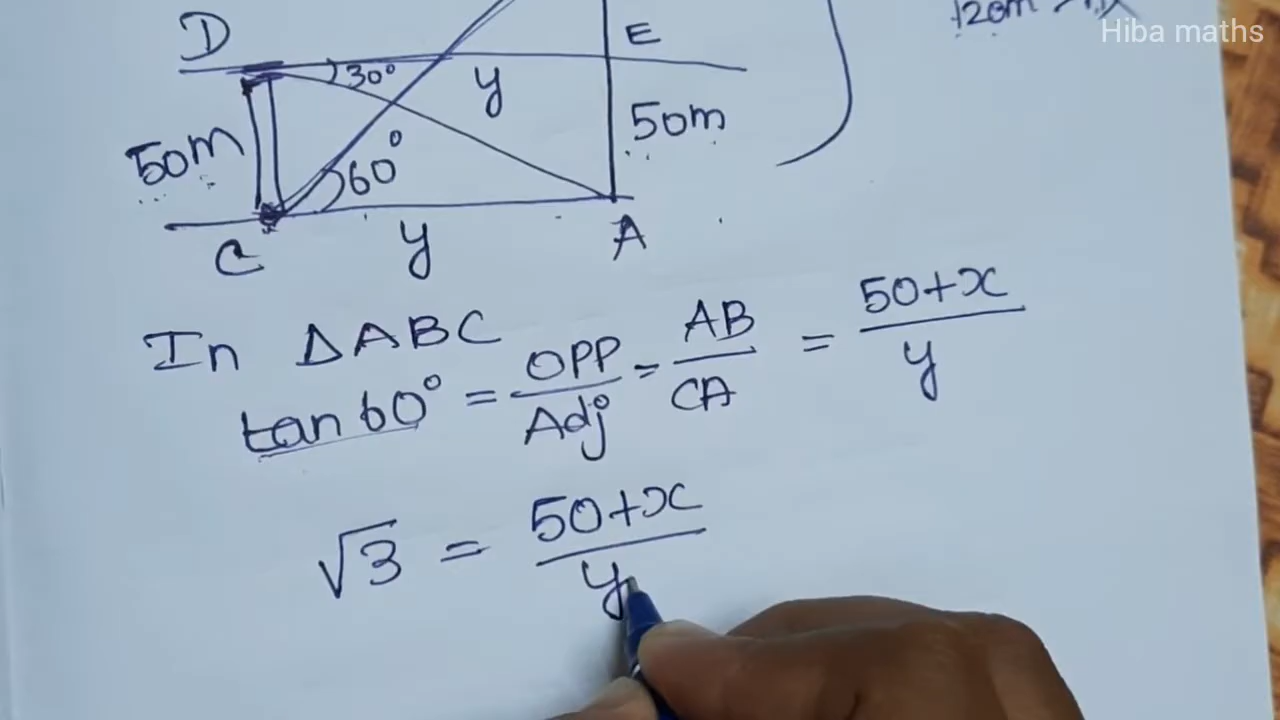 Hiba maths
D
E
30°
y
50m
50m
60°
C
y
A
In ΔABC
tan 60° = OPP/Adj = AB/CA = 50+x/y
√3 = 50+x/y